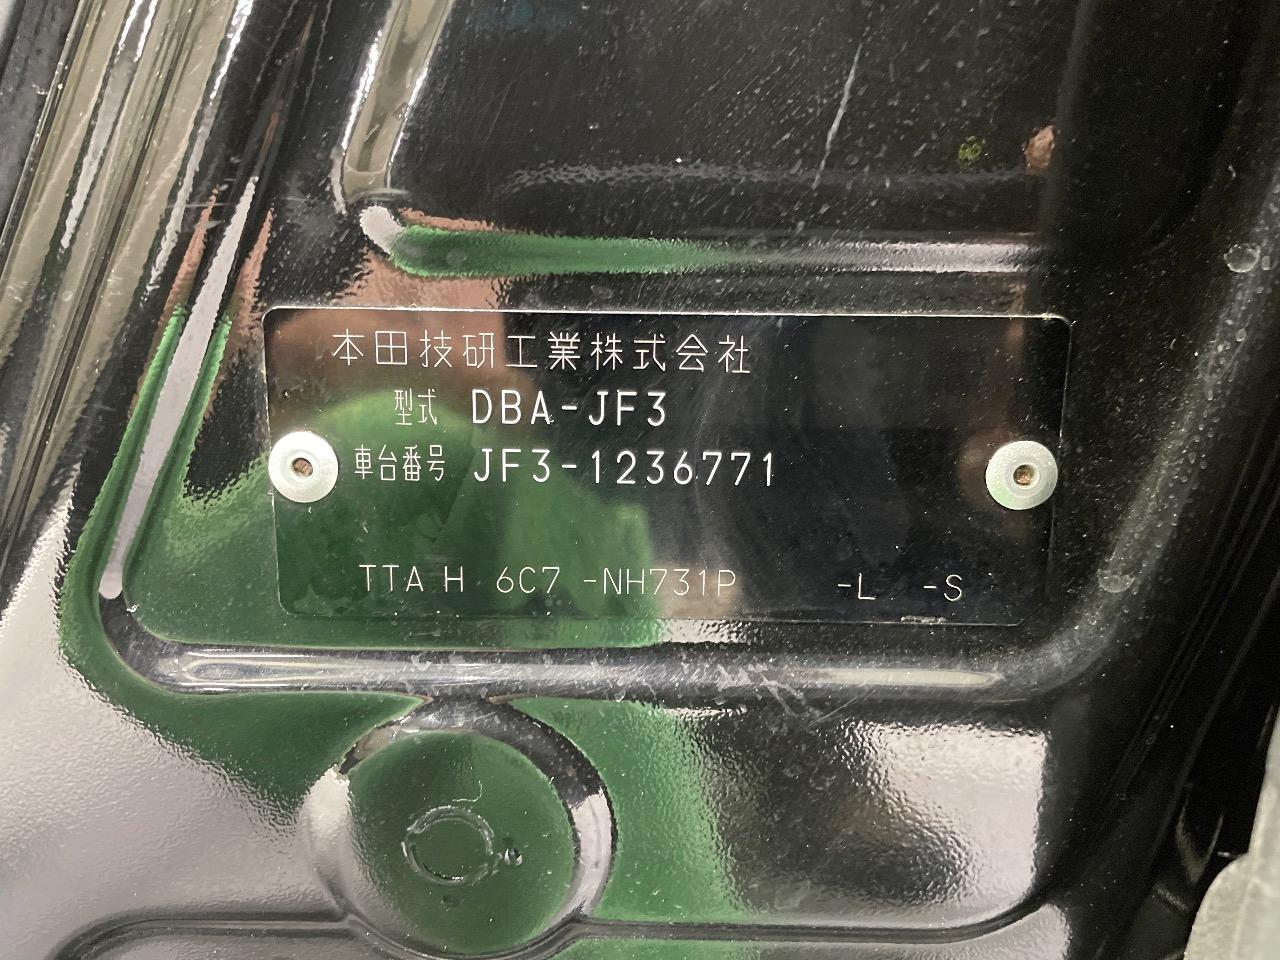 本田技研工業株式会社
型式 DBA-JF3
車台番号 JF3-1236771
TTA H 6C7 -NH731P -L -S